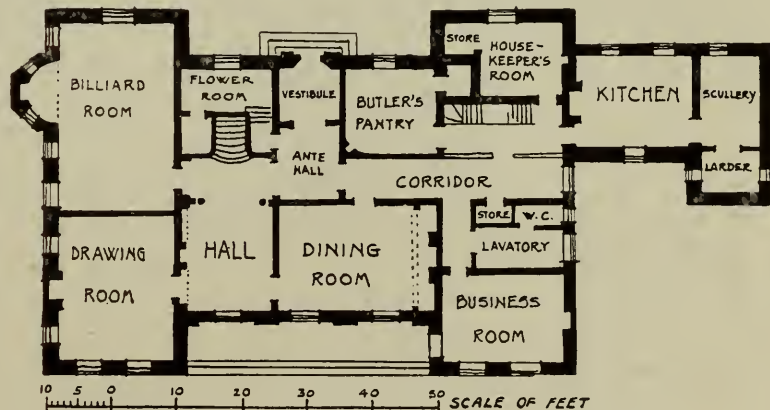 STORE
HOUSE-
KEEPER'S
ROOM
BILLIARD
ROOM
FLOWER
ROOM
VESTIBULE
BUTLER'S
PANTRY
KITCHEN
SCULLERY
ANTE
HALL
LARDER
CORRIDOR
STORE
W.C.
DRAWING
ROOM
HALL
DINING
ROOM
LAVATORY
BUSINESS
ROOM
10 5 0 10 20 30 40 50 SCALE OF FEET